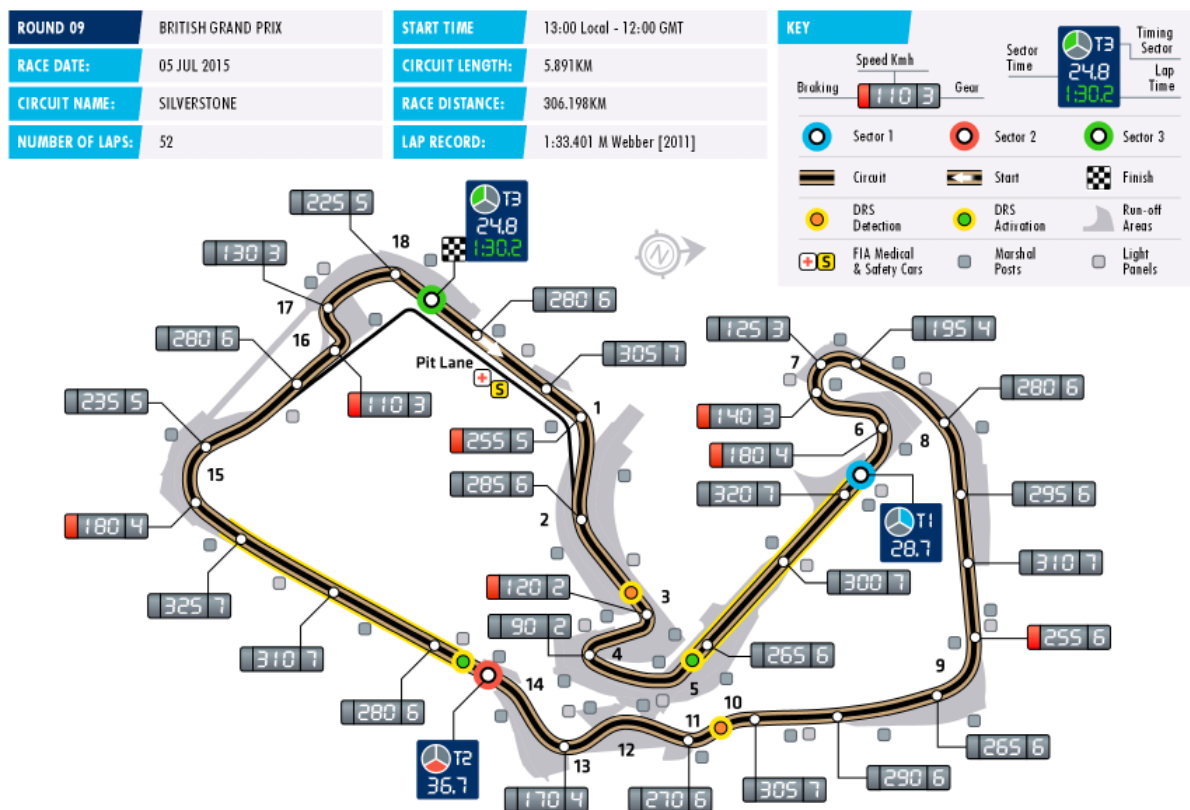 ROUND 09 BRITISH GRAND PRIX
RACE DATE: 05 JUL 2015
CIRCUIT NAME: SILVERSTONE
NUMBER OF LAPS: 52
START TIME 13:00 Local - 12:00 GMT
CIRCUIT LENGTH: 5.891KM
RACE DISTANCE: 306.198KM
LAP RECORD: 1:33.401 M Webber [2011]
KEY
Speed Kmh
Braking 110 3 Gear
Sector Time
T3
24.8
1:30.2
Timing Sector
Lap Time
Sector 1 Sector 2 Sector 3
Circuit Start Finish
DRS Detection
DRS Activation
Run-off Areas
S FIA Medical & Safety Cars
Marshal Posts
Light Panels
225 5
T3
24.8
1:30.2
18
130 3
17
280 6
280 6
16
Pit Lane
S
305 7
125 3
195 4
7
235 5
110 3
1
280 6
255 5
140 3
6
8
15
180 4
285 6
320 7
295 6
180 4
2
T1
28.7
325 7
120 2
3
300 7
310 7
90 2
4
255 6
310 7
265 6
9
14
5
10
280 6
11
12
13
265 6
T2
36.7
170 4
270 6
305 7
290 6